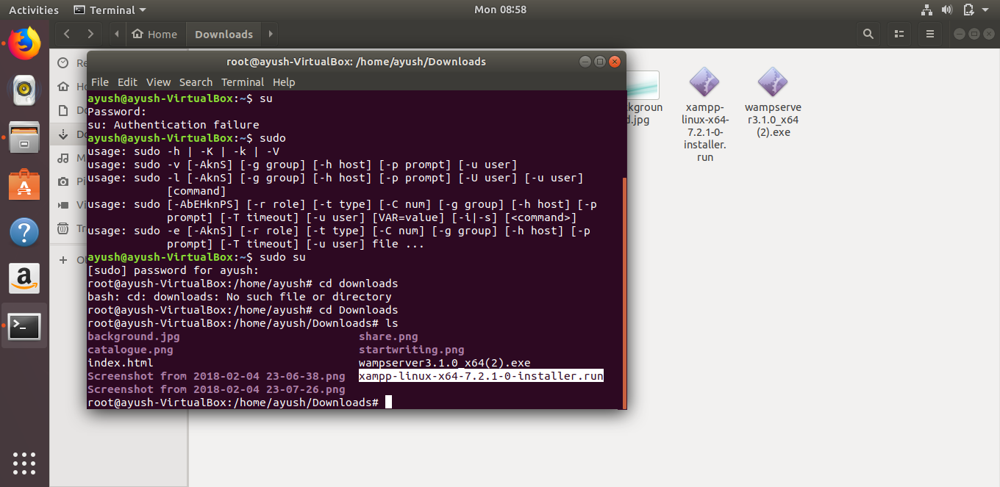 Activities
Terminal
Mon 08:58
Home
Downloads
root@ayush-VirtualBox: /home/ayush/Downloads
File Edit View Search Terminal Help
ayush@ayush-VirtualBox:~$ su
Password:
su: Authentication failure
ayush@ayush-VirtualBox:~$ sudo
usage: sudo -h | -K | -k | -V
usage: sudo -v [-AknS] [-g group] [-h host] [-p prompt] [-u user]
usage: sudo -l [-AknS] [-g group] [-h host] [-p prompt] [-U user] [-u user]
[command]
usage: sudo [-AbEHknPS] [-r role] [-t type] [-C num] [-g group] [-h host] [-p
prompt] [-T timeout] [-u user] [VAR=value] [-i|-s] [<command>]
usage: sudo -e [-AknS] [-r role] [-t type] [-C num] [-g group] [-h host] [-p
prompt] [-T timeout] [-u user] file ...
ayush@ayush-VirtualBox:~$ sudo su
[sudo] password for ayush:
root@ayush-VirtualBox:/home/ayush# cd downloads
bash: cd: downloads: No such file or directory
root@ayush-VirtualBox:/home/ayush# cd Downloads
root@ayush-VirtualBox:/home/ayush/Downloads# ls
background.jpg share.png
catalogue.png startwriting.png
index.html wampserver3.1.0_x64(2).exe
Screenshot from 2018-02-04 23-06-38.png xampp-linux-x64-7.2.1-0-installer.run
Screenshot from 2018-02-04 23-07-26.png
root@ayush-VirtualBox:/home/ayush/Downloads#
kgroun
d.jpg
xampp-
linux-x64-
7.2.1-0-
installer.
run
wampserve
r3.1.0_x64
(2).exe